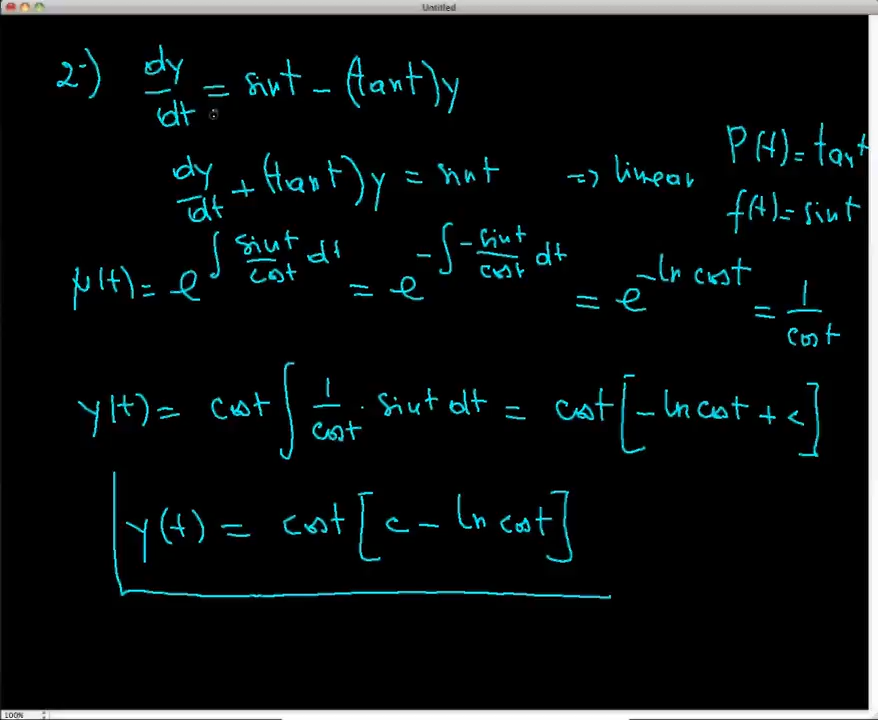 Untitled
2-) dy/dt = sint - (tant)y
dy/dt + (tant)y = sint => linear P(t) = tant
f(t) = sint
μ(t) = e^∫ sint/cost dt = e^-∫ -sint/cost dt = e^-ln cost = 1/cost
y(t) = cost ∫ 1/cost · sint dt = cost [-ln cost + c]
y(t) = cost [c - ln cost]
100%